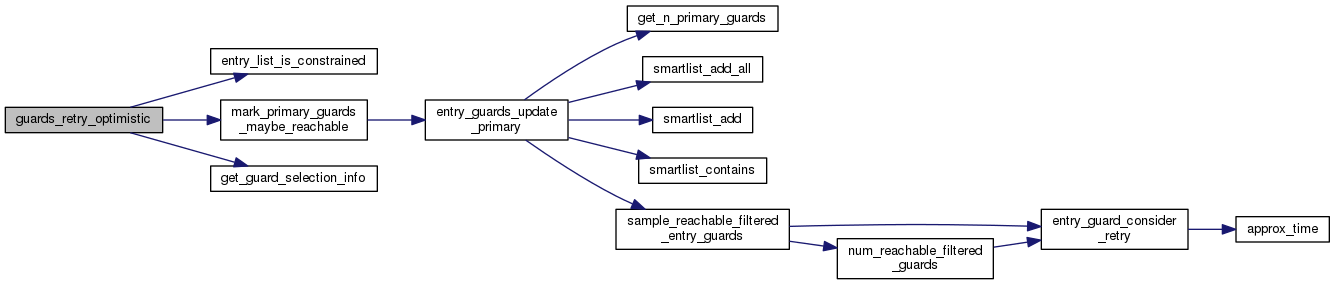 guards_retry_optimistic
entry_list_is_constrained
mark_primary_guards
_maybe_reachable
get_guard_selection_info
entry_guards_update
_primary
get_n_primary_guards
smartlist_add_all
smartlist_add
smartlist_contains
sample_reachable_filtered
_entry_guards
num_reachable_filtered
_guards
entry_guard_consider
_retry
approx_time